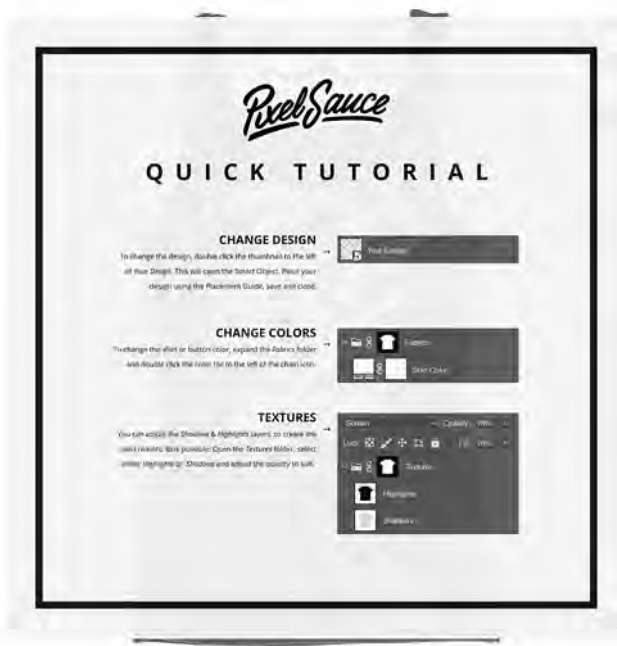 Pixel Sauce
QUICK TUTORIAL
CHANGE DESIGN
To change the design, double click the thumbnail to the left
of Your Design. This will open the Smart Object. Place your
design using the Placement Guide, save and close.
Your Design
CHANGE COLORS
To change the shirt or button color, expand the Fabrics folder
and double click the color tile to the left of the chain icon.
Fabrics
Shirt Color
TEXTURES
You can adjust the Shadows & Highlights layers, to create the
most realistic look possible. Open the Textures folder, select
either Highlights or Shadows and adjust the opacity to suit.
Screen
Opacity:
Lock:
Textures
Highlights
Shadows